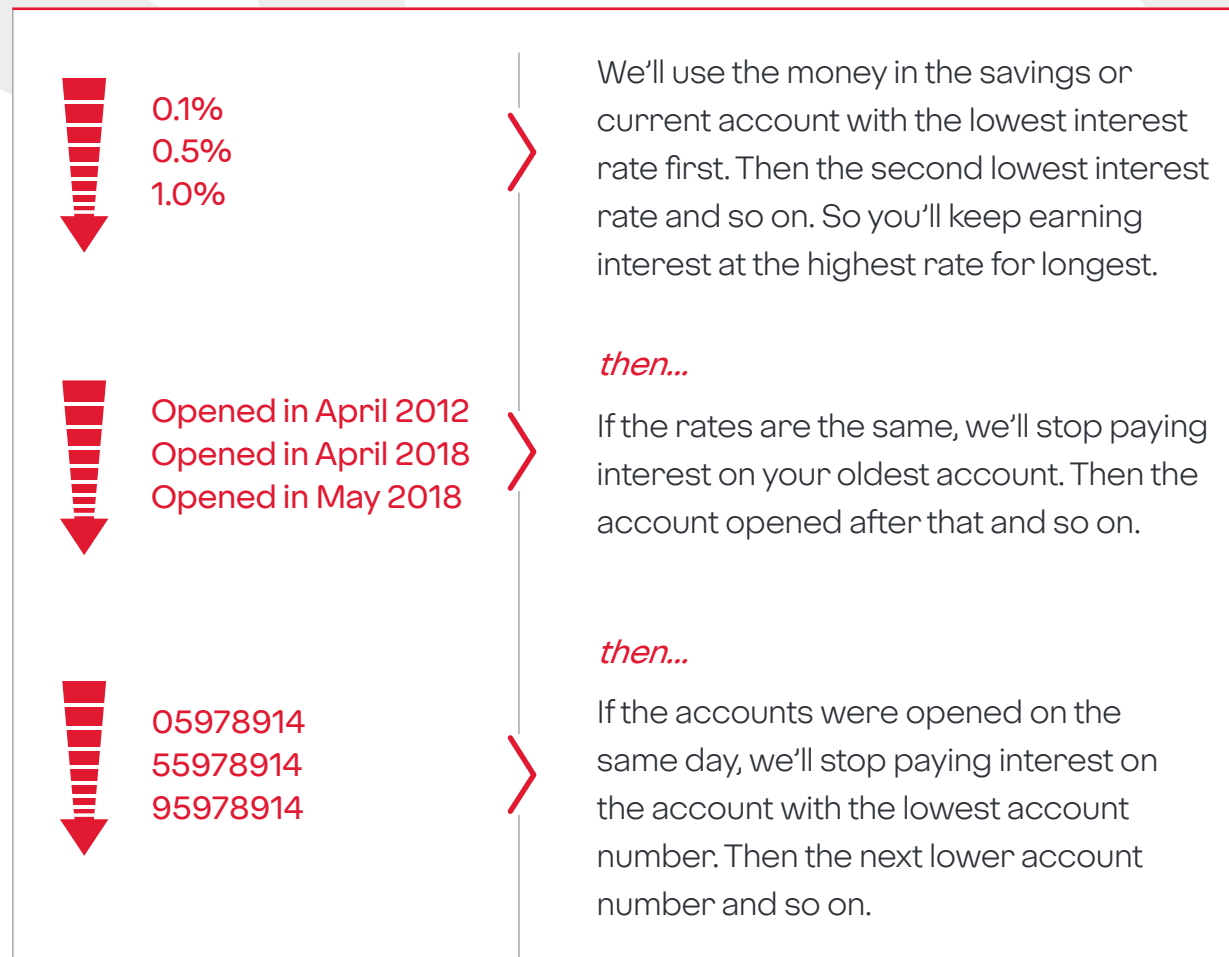 0.1%
0.5%
1.0%
We'll use the money in the savings or
current account with the lowest interest
rate first. Then the second lowest interest
rate and so on. So you'll keep earning
interest at the highest rate for longest.
then...
Opened in April 2012
Opened in April 2018
Opened in May 2018
If the rates are the same, we'll stop paying
interest on your oldest account. Then the
account opened after that and so on.
then...
05978914
55978914
95978914
If the accounts were opened on the
same day, we'll stop paying interest on
the account with the lowest account
number. Then the next lower account
number and so on.